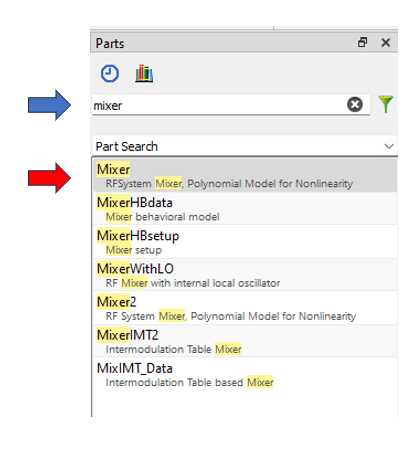 Parts
mixer
Part Search
Mixer
RFSystem Mixer, Polynomial Model for Nonlinearity
MixerHBdata
Mixer behavioral model
MixerHBsetup
Mixer setup
MixerWithLO
RF Mixer with internal local oscillator
Mixer2
RF System Mixer, Polynomial Model for Nonlinearity
MixerIMT2
Intermodulation Table Mixer
MixIMT_Data
Intermodulation Table based Mixer